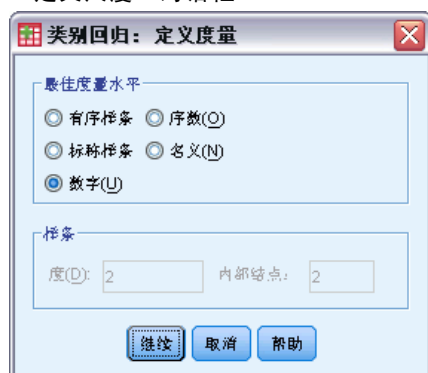 类别回归：定义度量
最佳度量水平
有序样条 序数(O)
标称样条 名义(N)
数字(U)
样条
度(D): 2 内部结点： 2
继续 取消 帮助